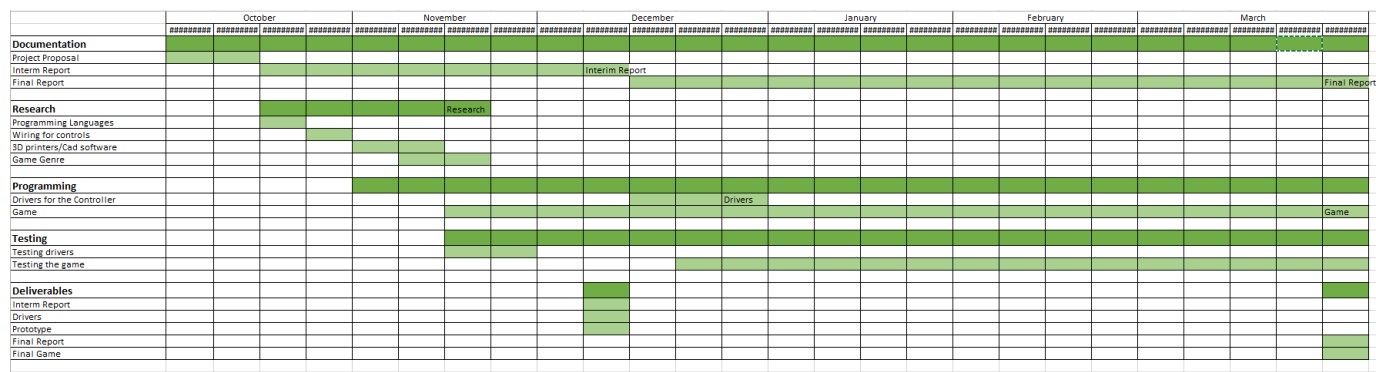 October November December January February March
######### ######### ######### ######### ######### ######### ######### ######### ######### ######### ######### ######### ######### ######### ######### ######### ######### ######### ######### ######### ######### ######### ######### ######### ######### #########
Documentation
Project Proposal
Interm Report Interim Report
Final Report Final Report
Research Research
Programming Languages
Wiring for controls
3D printers/Cad software
Game Genre
Programming
Drivers for the Controller Drivers
Game Game
Testing
Testing drivers
Testing the game
Deliverables
Interm Report
Drivers
Prototype
Final Report
Final Game